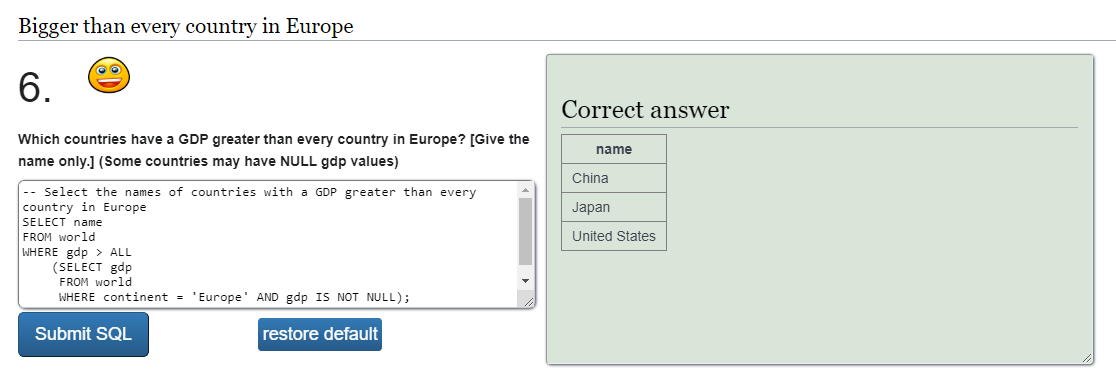 Bigger than every country in Europe
6.
Which countries have a GDP greater than every country in Europe? [Give the
name only.] (Some countries may have NULL gdp values)
-- Select the names of countries with a GDP greater than every
country in Europe
SELECT name
FROM world
WHERE gdp > ALL
    (SELECT gdp
     FROM world
     WHERE continent = 'Europe' AND gdp IS NOT NULL);
Submit SQL
restore default
Correct answer
name
China
Japan
United States